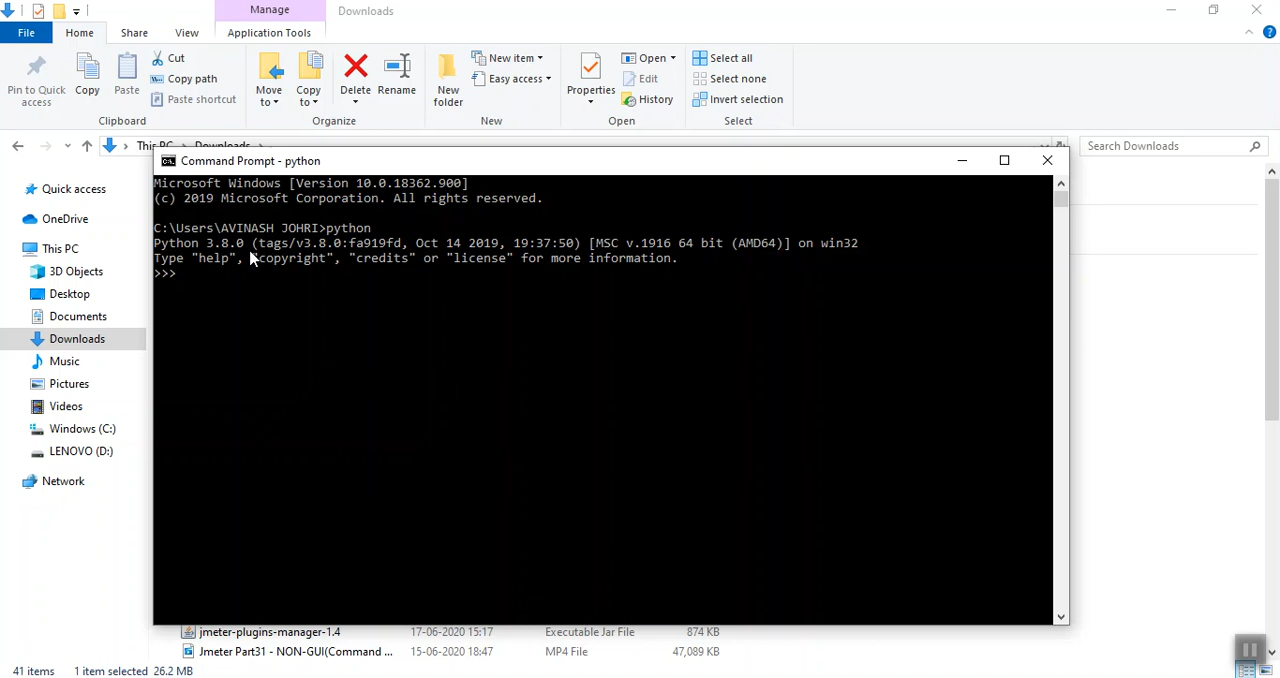 Manage
Downloads
File
Home
Share
View
Application Tools
Pin to Quick access
Copy
Paste
Cut
Copy path
Paste shortcut
Clipboard
Move to
Copy to
Delete
Rename
Organize
New folder
New item
Easy access
New
Properties
Open
Edit
History
Open
Select all
Select none
Invert selection
Select
This PC
Downloads
Search Downloads
Quick access
OneDrive
This PC
3D Objects
Desktop
Documents
Downloads
Music
Pictures
Videos
Windows (C:)
LENOVO (D:)
Network
Command Prompt - python
Microsoft Windows [Version 10.0.18362.900]
(c) 2019 Microsoft Corporation. All rights reserved.
C:\Users\AVINASH JOHRI>python
Python 3.8.0 (tags/v3.8.0:fa919fd, Oct 14 2019, 19:37:50) [MSC v.1916 64 bit (AMD64)] on win32
Type "help", "copyright", "credits" or "license" for more information.
>>>
jmeter-plugins-manager-1.4 17-06-2020 15:17 Executable Jar File 874 KB
Jmeter Part31 - NON-GUI(Command ... 15-06-2020 18:47 MP4 File 47,089 KB
41 items 1 item selected 26.2 MB